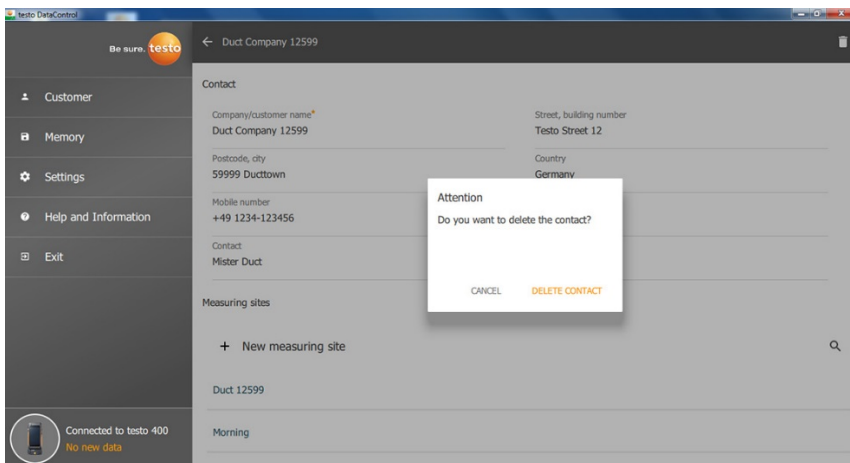 testo DataControl
Be sure. testo
Duct Company 12599
Customer
Memory
Settings
Help and Information
Exit
Connected to testo 400
No new data
Contact
Company/customer name*
Duct Company 12599
Street, building number
Testo Street 12
Postcode, city
59999 Ducttown
Country
Germany
Mobile number
+49 1234-123456
Contact
Mister Duct
Attention
Do you want to delete the contact?
CANCEL
DELETE CONTACT
Measuring sites
+ New measuring site
Duct 12599
Morning